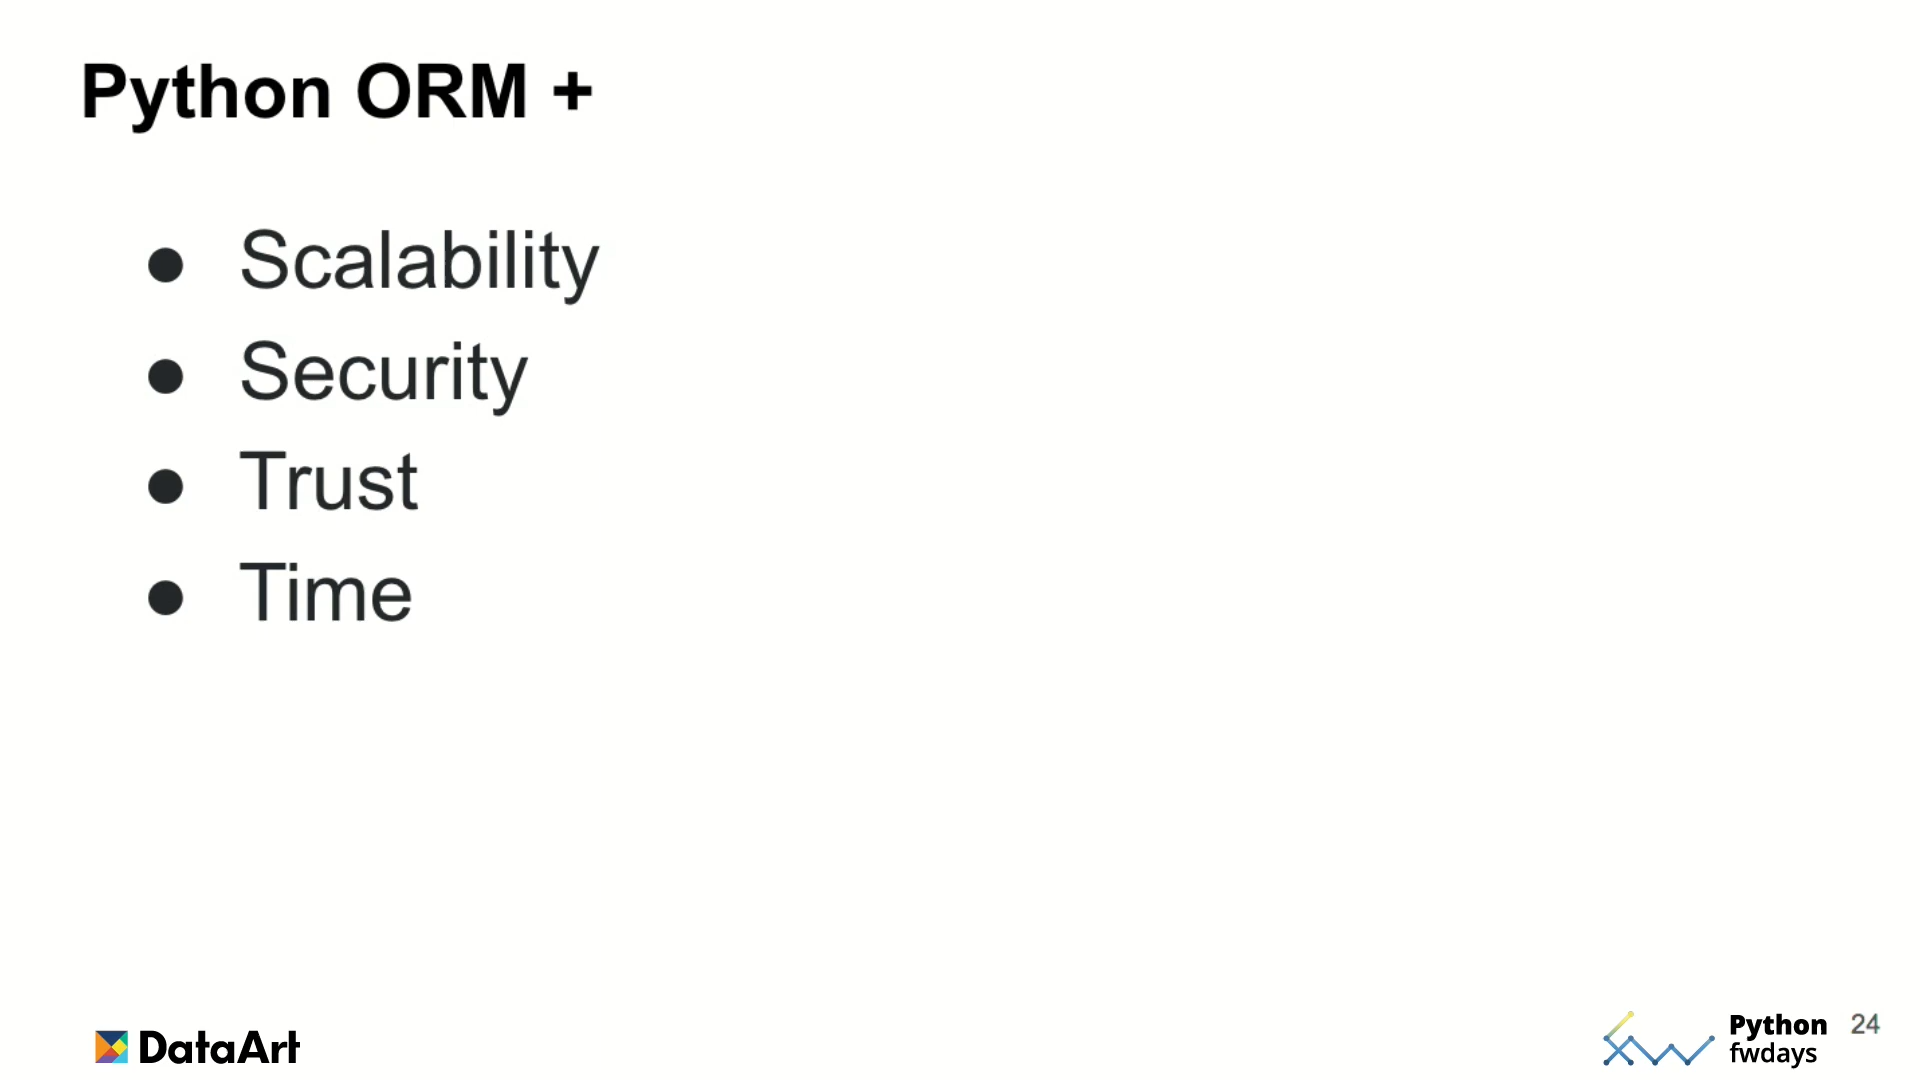 Python ORM +
● Scalability
● Security
● Trust
● Time
DataArt
Python
fwdays
24